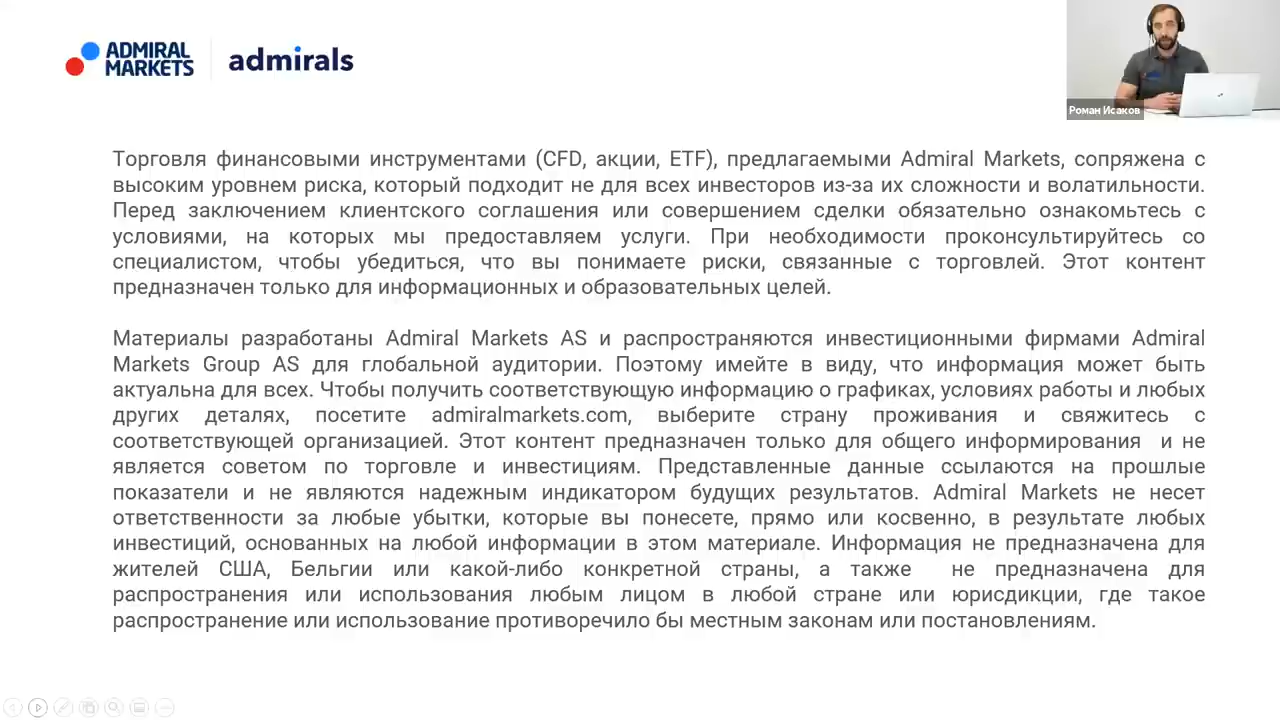 ADMIRAL
MARKETS
admirals
Роман Исаков
Торговля финансовыми инструментами (CFD, акции, ETF), предлагаемыми Admiral Markets, сопряжена с
высоким уровнем риска, который подходит не для всех инвесторов из-за их сложности и волатильности.
Перед заключением клиентского соглашения или совершением сделки обязательно ознакомьтесь с
условиями, на которых мы предоставляем услуги. При необходимости проконсультируйтесь со
специалистом, чтобы убедиться, что вы понимаете риски, связанные с торговлей. Этот контент
предназначен только для информационных и образовательных целей.
Материалы разработаны Admiral Markets AS и распространяются инвестиционными фирмами Admiral
Markets Group AS для глобальной аудитории. Поэтому имейте в виду, что информация может быть
актуальна для всех. Чтобы получить соответствующую информацию о графиках, условиях работы и любых
других деталях, посетите admiralmarkets.com, выберите страну проживания и свяжитесь с
соответствующей организацией. Этот контент предназначен только для общего информирования и не
является советом по торговле и инвестициям. Представленные данные ссылаются на прошлые
показатели и не являются надежным индикатором будущих результатов. Admiral Markets не несет
ответственности за любые убытки, которые вы понесете, прямо или косвенно, в результате любых
инвестиций, основанных на любой информации в этом материале. Информация не предназначена для
жителей США, Бельгии или какой-либо конкретной страны, а также не предназначена для
распространения или использования любым лицом в любой стране или юрисдикции, где такое
распространение или использование противоречило бы местным законам или постановлениям.